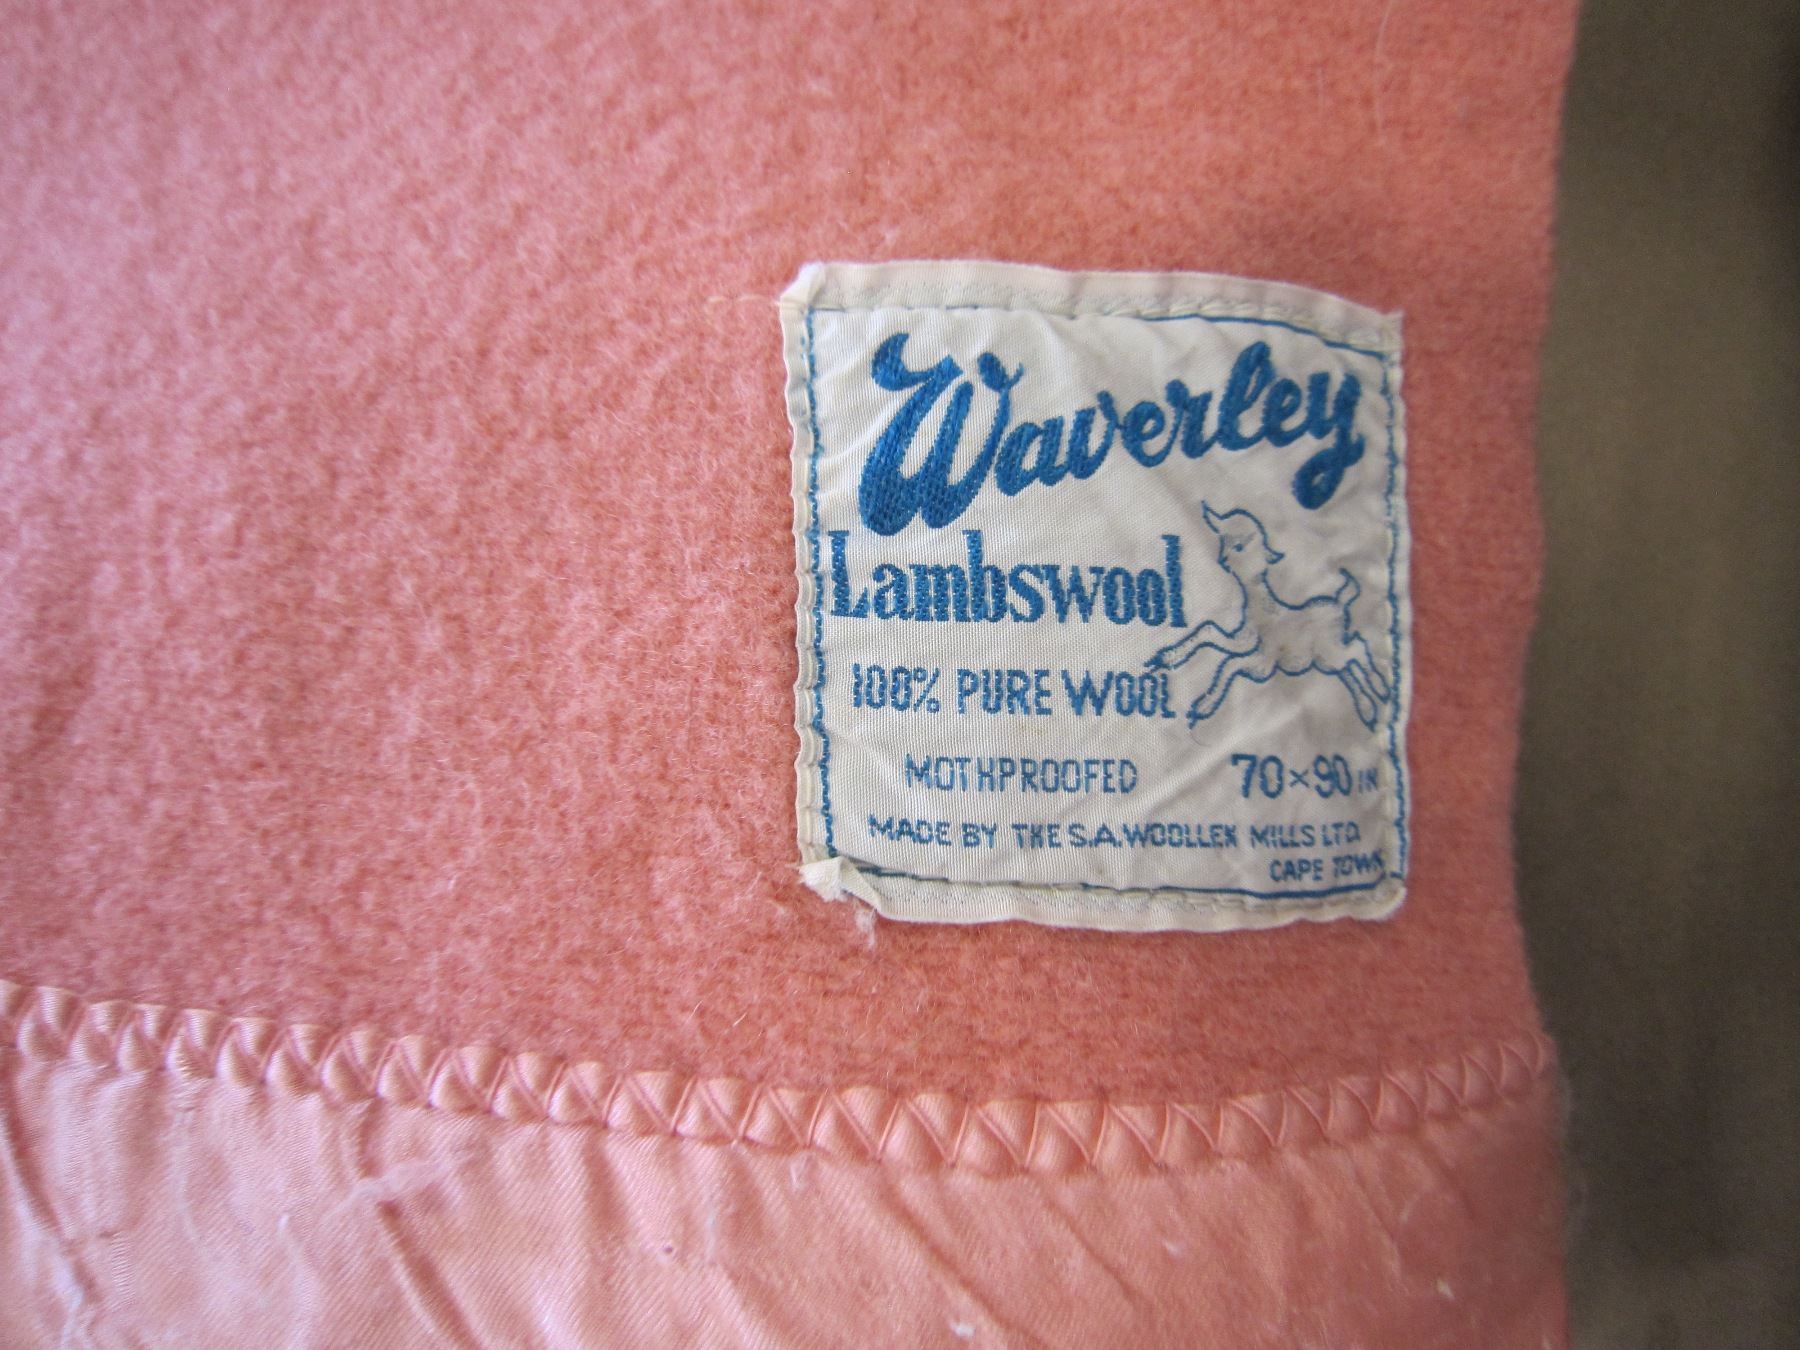 Waverley
Lambswool
100% PURE WOOL
MOTHPROOFED 70×90 IN
MADE BY THE S.A. WOOLLEN MILLS LTD.
CAPE TOWN